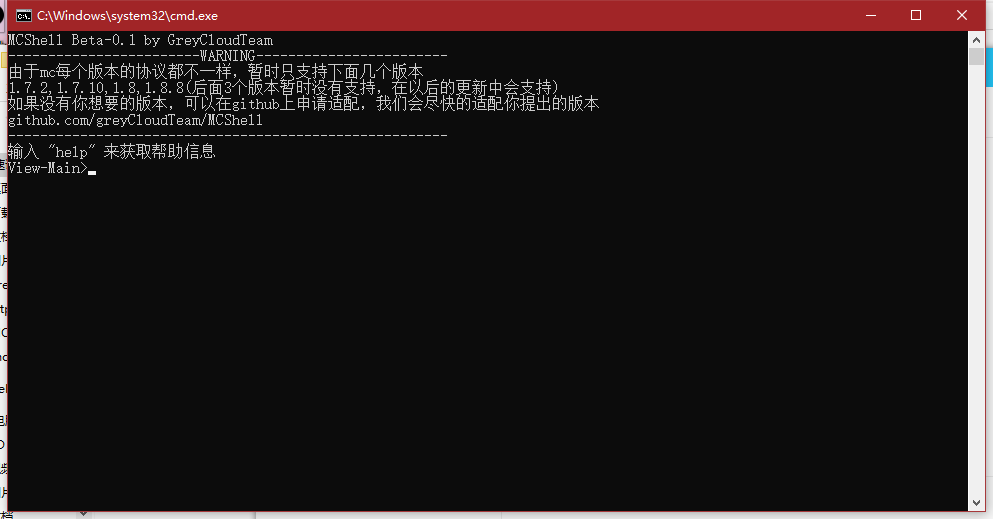 C:\Windows\system32\cmd.exe
MCShell Beta-0.1 by GreyCloudTeam
------------------------WARNING------------------------
由于mc每个版本的协议都不一样，暂时只支持下面几个版本
1.7.2,1.7.10,1.8,1.8.8(后面3个版本暂时没有支持，在以后的更新中会支持)
如果没有你想要的版本，可以在github上申请适配，我们会尽快的适配你提出的版本
github.com/greyCloudTeam/MCShell
-------------------------------------------------------
输入 "help" 来获取帮助信息
View-Main>